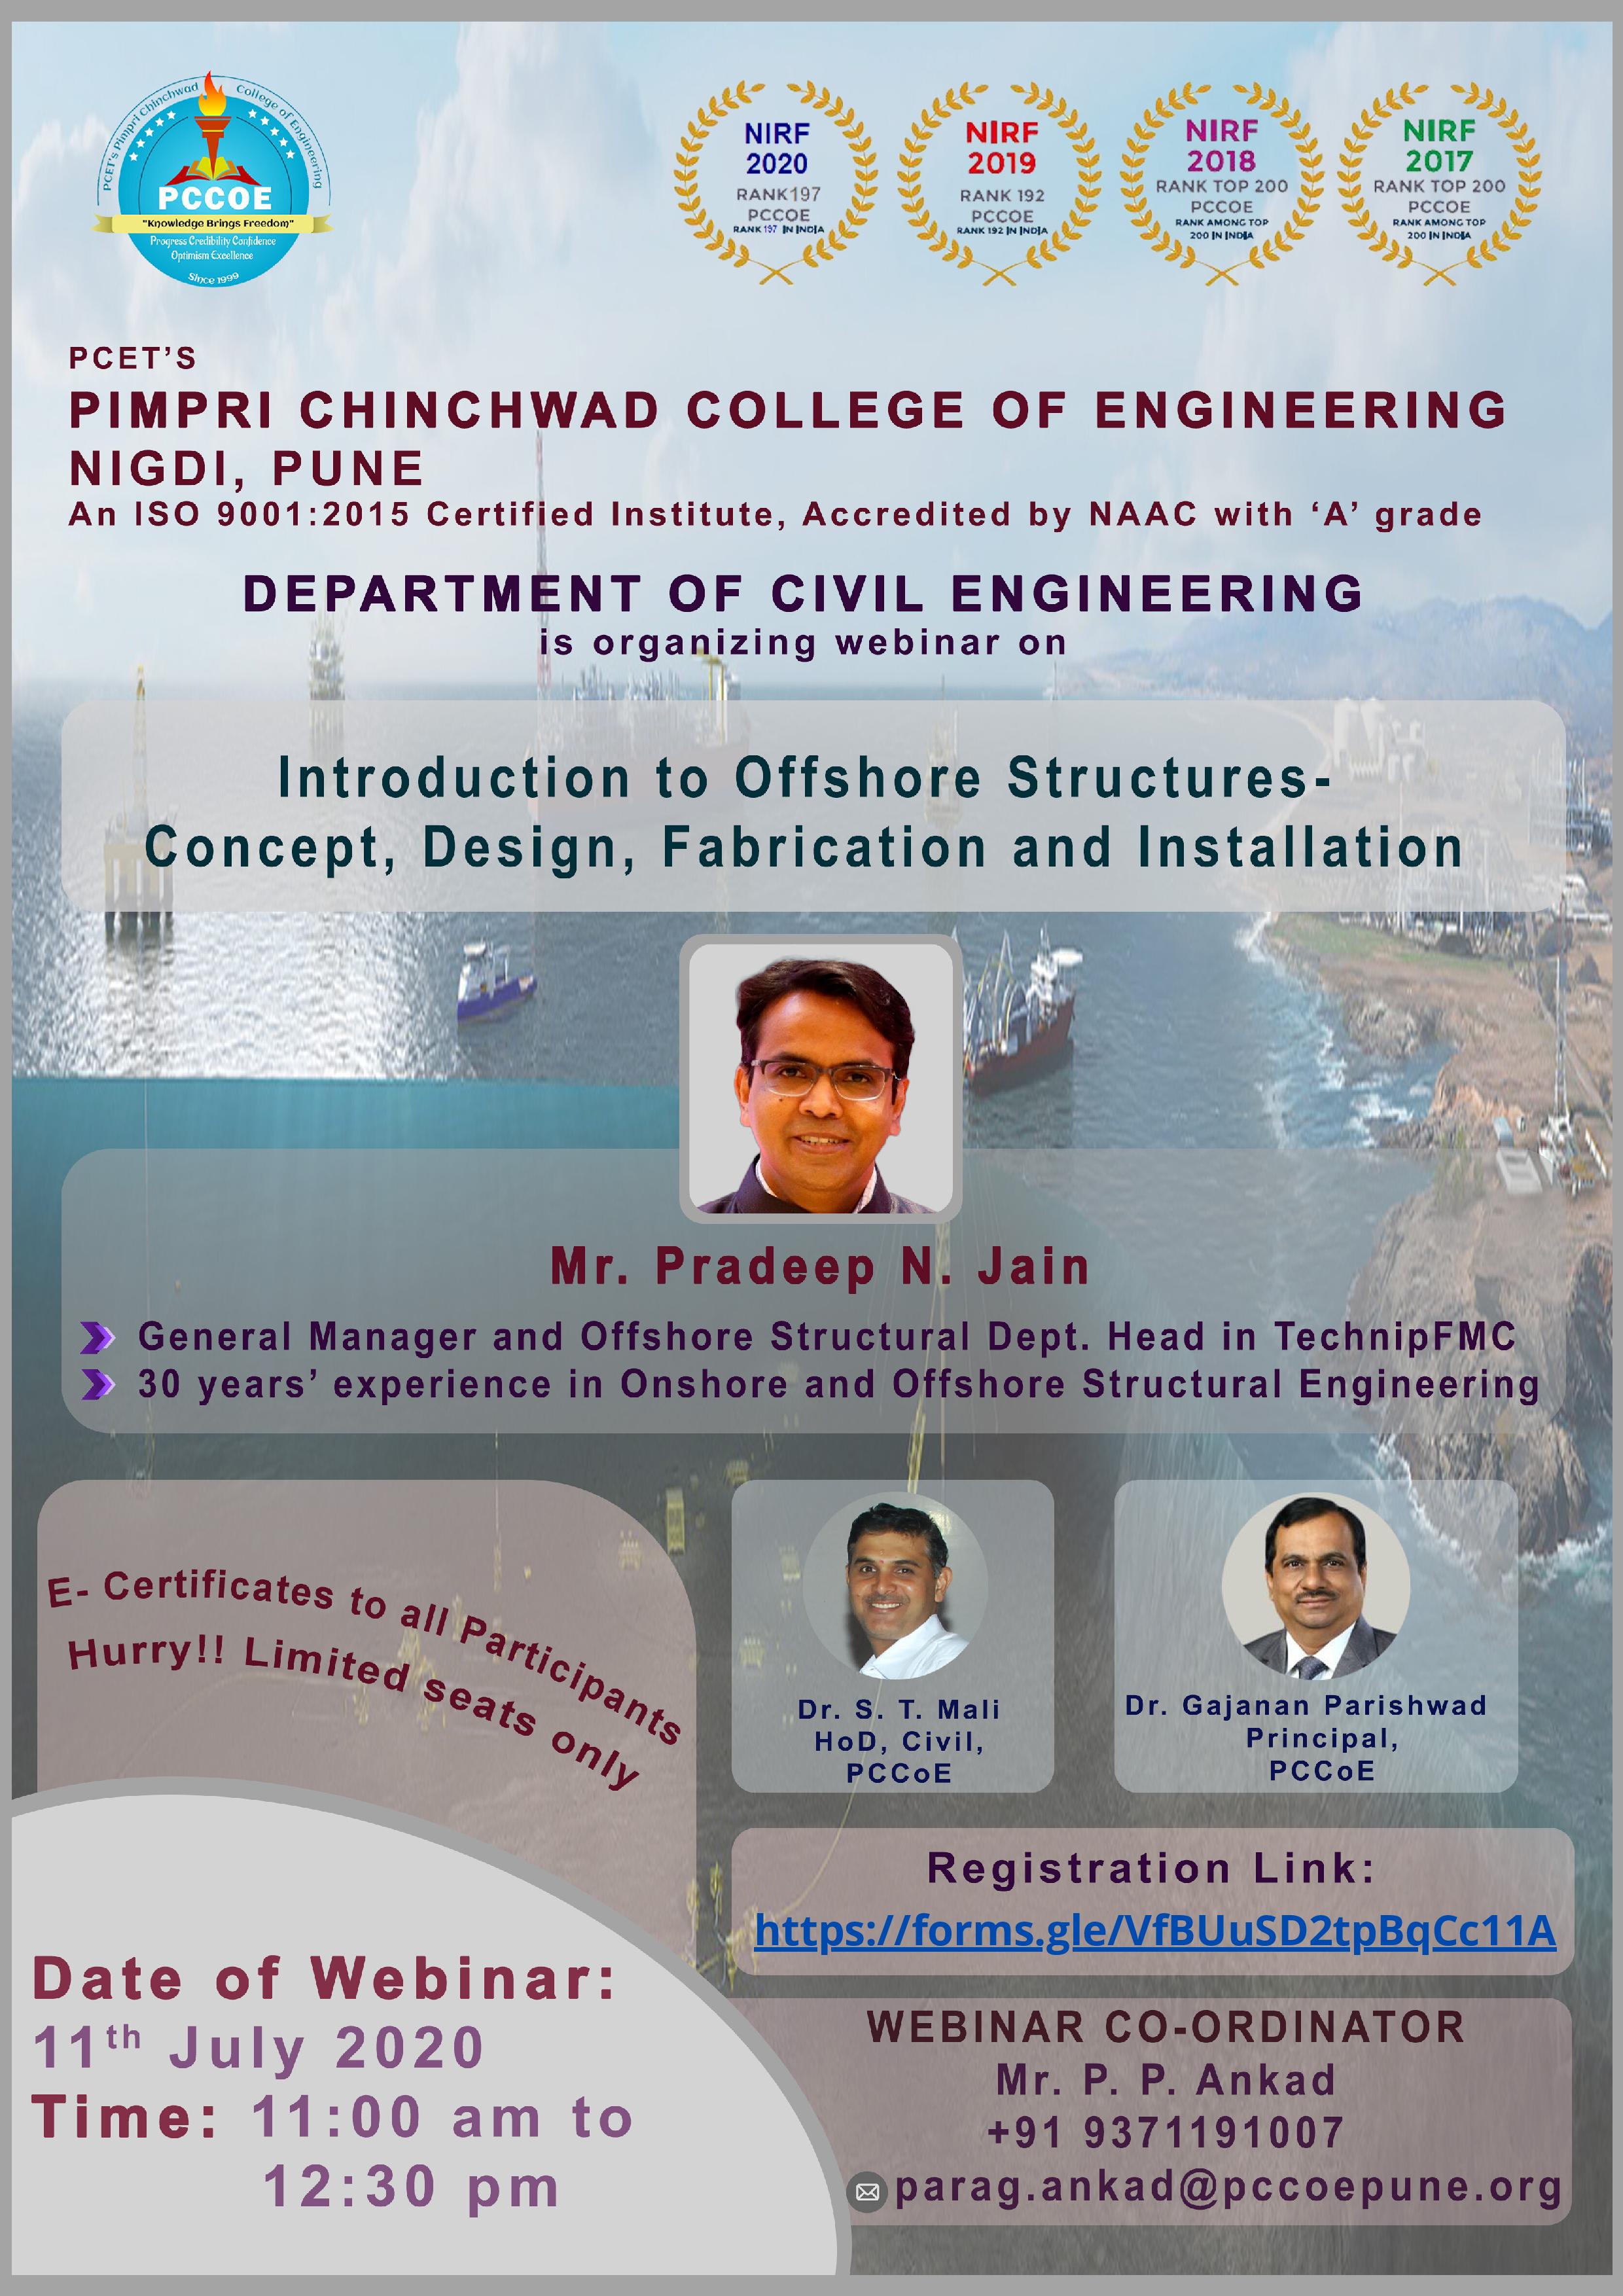 PCET's Pimpri Chinchwad College of Engineering
PCCOE
"Knowledge Brings Freedom"
Progress Credibility Confidence
Optimism Excellence
Since 1999
NIRF
2020
RANK197
PCCOE
RANK 197 IN INDIA
NIRF
2019
RANK 192
PCCOE
RANK 192 IN INDIA
NIRF
2018
RANK TOP 200
PCCOE
RANK AMONG TOP
200 IN INDIA
NIRF
2017
RANK TOP 200
PCCOE
RANK AMONG TOP
200 IN INDIA
PCET'S
PIMPRI CHINCHWAD COLLEGE OF ENGINEERING
NIGDI, PUNE
An ISO 9001:2015 Certified Institute, Accredited by NAAC with ‘A’ grade
DEPARTMENT OF CIVIL ENGINEERING
is organizing webinar on
Introduction to Offshore Structures-
Concept, Design, Fabrication and Installation
Mr. Pradeep N. Jain
General Manager and Offshore Structural Dept. Head in TechnipFMC
30 years’ experience in Onshore and Offshore Structural Engineering
E- Certificates to all Participants
Hurry!! Limited seats only
Dr. S. T. Mali
HoD, Civil,
PCCoE
Dr. Gajanan Parishwad
Principal,
PCCoE
Registration Link:
https://forms.gle/VfBUuSD2tpBqCc11A
Date of Webinar:
11th July 2020
Time: 11:00 am to
12:30 pm
WEBINAR CO-ORDINATOR
Mr. P. P. Ankad
+91 9371191007
parag.ankad@pccoepune.org